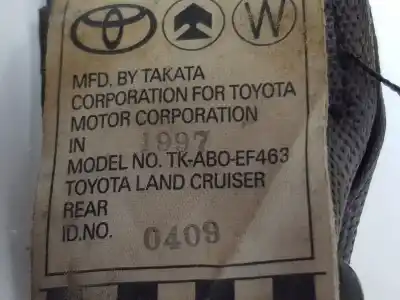 W
MFD. BY TAKATA
CORPORATION FOR TOYOTA
MOTOR CORPORATION
IN 1997
MODEL NO. TK-ABO-EF463
TOYOTA LAND CRUISER
REAR
ID.NO. 0409